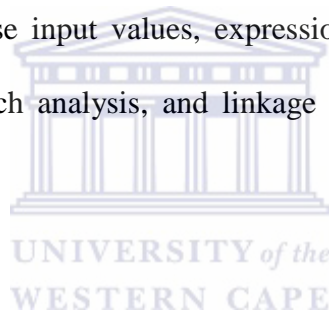 se input values, expressio
ch analysis, and linkage
UNIVERSITY of the
WESTERN CAPE